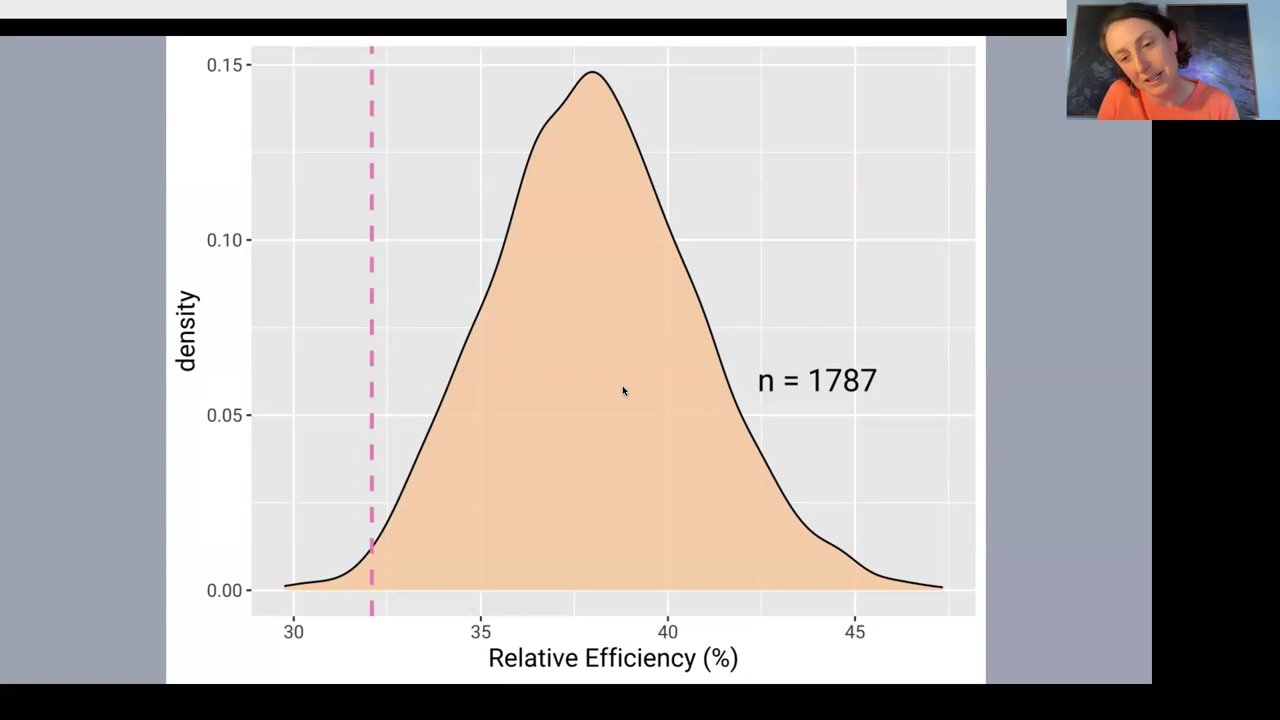 0.15
0.10
0.05
0.00
density
n = 1787
30 35 40 45
Relative Efficiency (%)